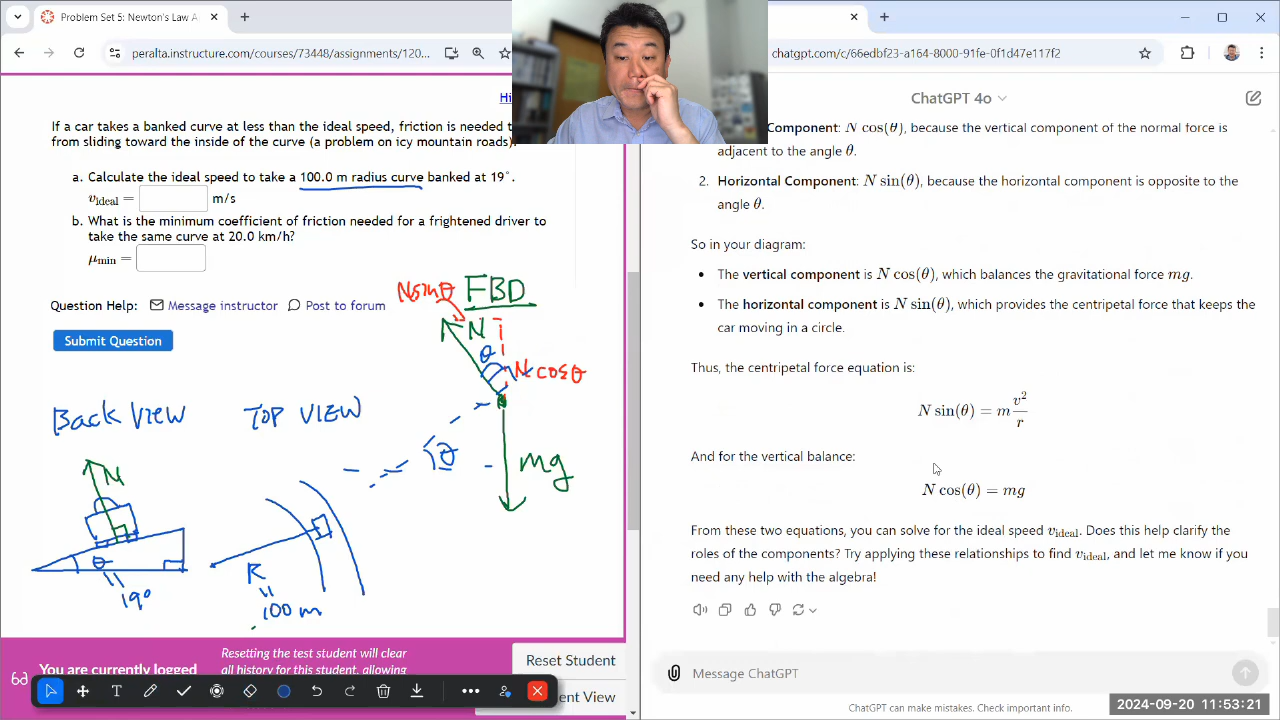 Problem Set 5: Newton's Law A
peralta.instructure.com/courses/73448/assignments/120...
chatgpt.com/c/66edbf23-a164-8000-91fe-0f1d47e117f2
Hi
If a car takes a banked curve at less than the ideal speed, friction is needed t
from sliding toward the inside of the curve (a problem on icy mountain roads).
a. Calculate the ideal speed to take a 100.0 m radius curve banked at 19°.
v_ideal = m/s
b. What is the minimum coefficient of friction needed for a frightened driver to
take the same curve at 20.0 km/h?
μ_min =
Question Help: Message instructor Post to forum
Submit Question
N sinθ
FBD
N
θ
N cosθ
θ
mg
Back VIEW
TOP VIEW
N
θ
19°
R
100 m
You are currently logged
Resetting the test student will clear
all history for this student, allowing
Reset Student
ent View
ChatGPT 4o
Component: N cos(θ), because the vertical component of the normal force is
adjacent to the angle θ.
2. Horizontal Component: N sin(θ), because the horizontal component is opposite to the
angle θ.
So in your diagram:
• The vertical component is N cos(θ), which balances the gravitational force mg.
• The horizontal component is N sin(θ), which provides the centripetal force that keeps the
car moving in a circle.
Thus, the centripetal force equation is:
N sin(θ) = m v²/r
And for the vertical balance:
N cos(θ) = mg
From these two equations, you can solve for the ideal speed v_ideal. Does this help clarify the
roles of the components? Try applying these relationships to find v_ideal, and let me know if you
need any help with the algebra!
Message ChatGPT
ChatGPT can make mistakes. Check important info.
2024-09-20 11:53:21